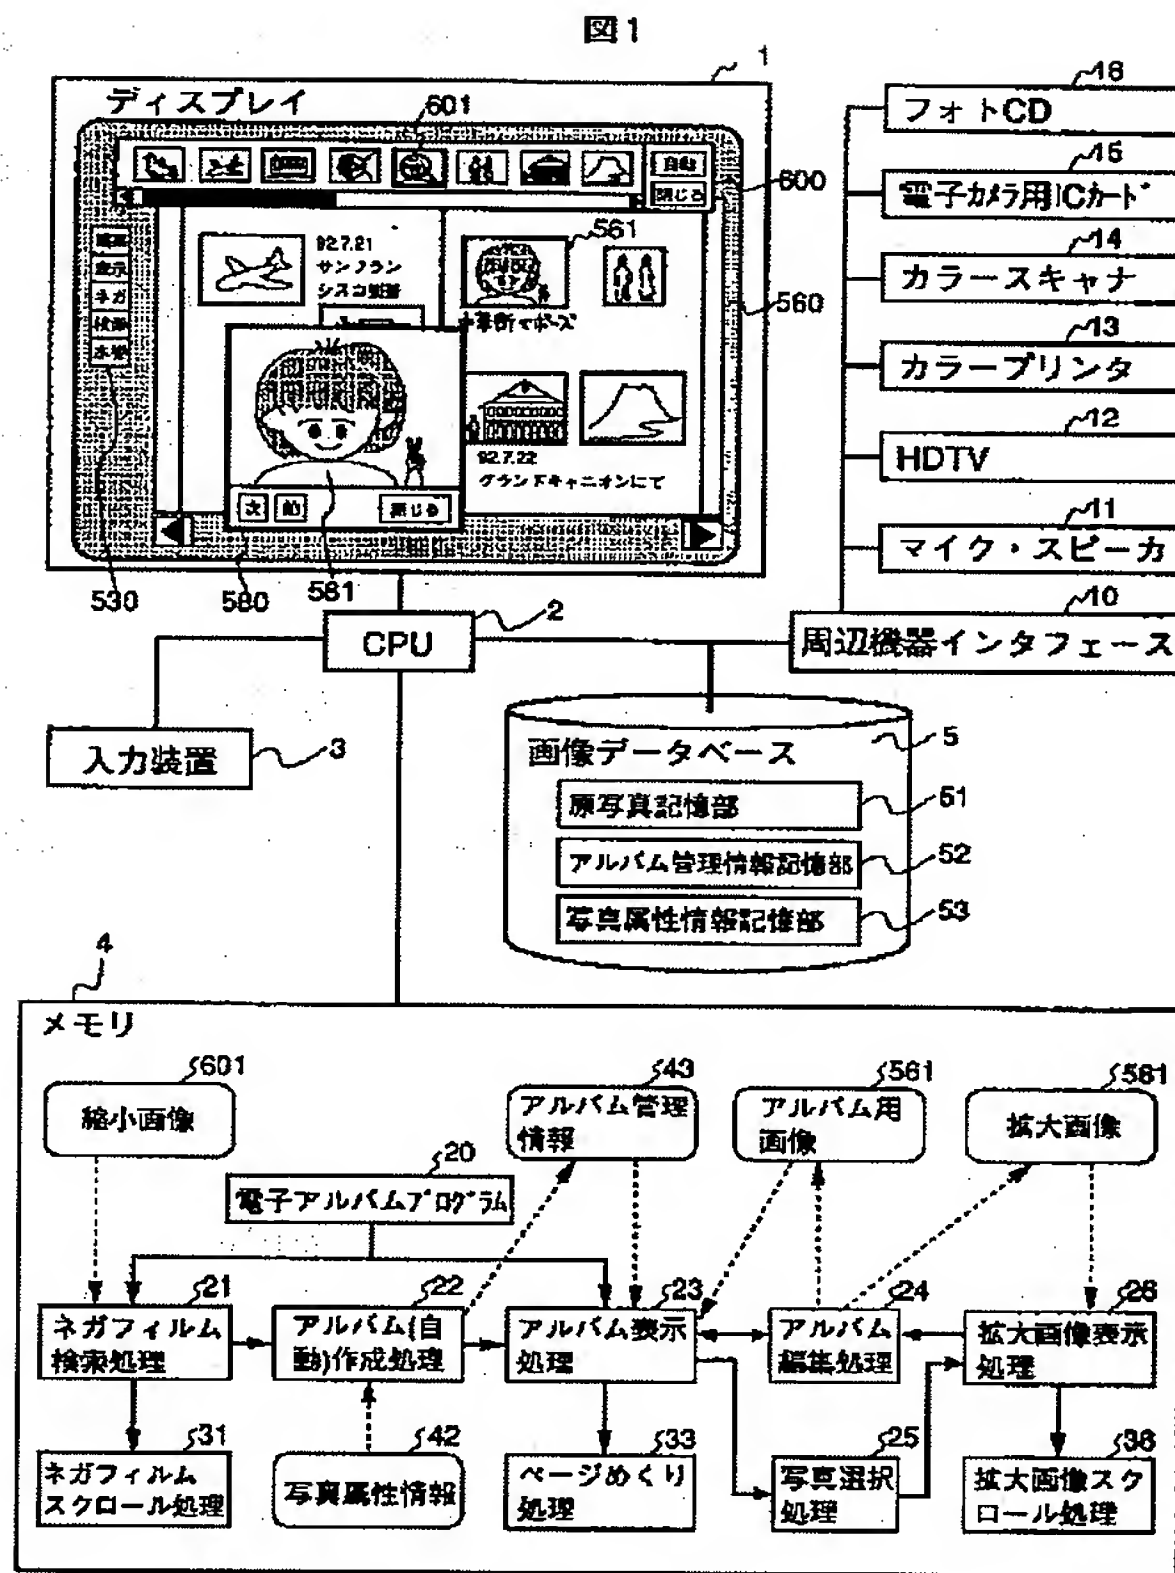 図1
1
ディスプレイ
601
自動
閉じる
600
92.7.21
サンフラン
シスコ到着
561
560
表示
ネガ
検索
92.7.22
グランドキャニオンにて
次
前
閉じる
530
580
581
16
フォトCD
15
電子カメラ用ICカード
14
カラースキャナ
13
カラープリンタ
12
HDTV
11
マイク・スピーカ
10
周辺機器インタフェース
2
CPU
入力装置
3
画像データベース
5
原写真記憶部
51
アルバム管理情報記憶部
52
写真属性情報記憶部
53
4
メモリ
601
縮小画像
43
アルバム管理
情報
561
アルバム用
画像
581
拡大画像
20
電子アルバムプログラム
21
ネガフィルム
検索処理
22
アルバム(自
動)作成処理
23
アルバム表示
処理
24
アルバム
編集処理
26
拡大画像表示
処理
31
ネガフィルム
スクロール処理
42
写真属性情報
33
ページめくり
処理
25
写真選択
処理
36
拡大画像スク
ロール処理